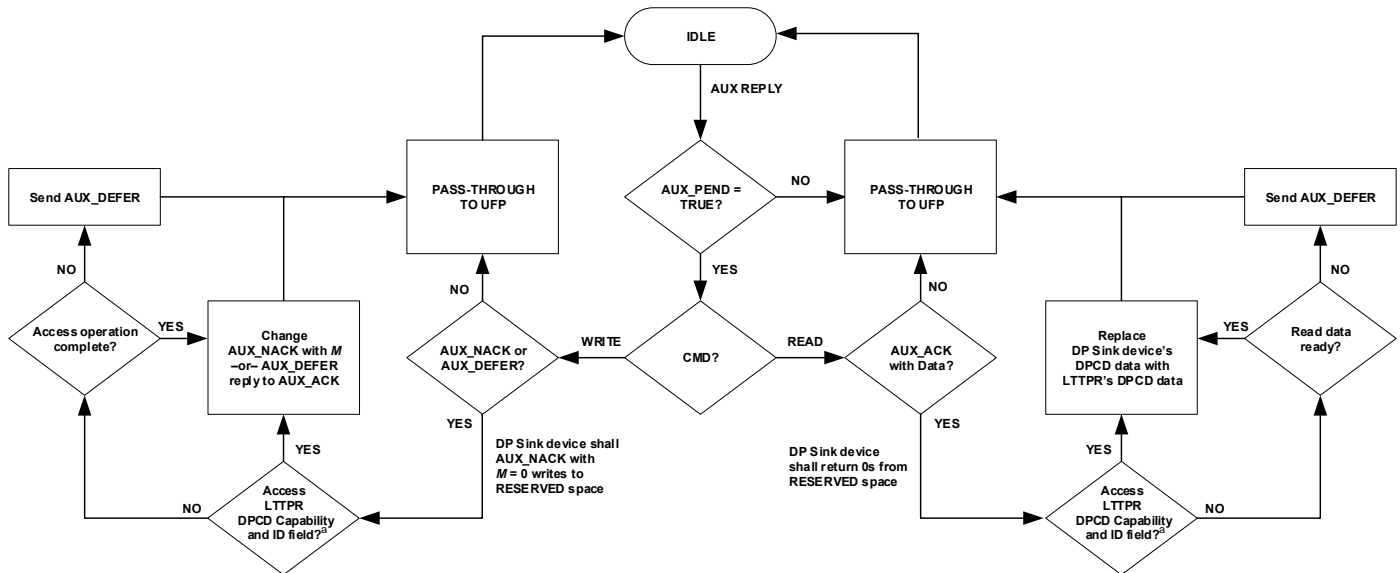 IDLE
AUX REPLY
Send AUX_DEFER
PASS-THROUGH
TO UFP
AUX_PEND =
TRUE?
NO
PASS-THROUGH
TO UFP
Send AUX_DEFER
NO
NO
YES
NO
NO
Access operation
complete?
YES
Change
AUX_NACK with M
–or– AUX_DEFER
reply to AUX_ACK
AUX_NACK or
AUX_DEFER?
WRITE
CMD?
READ
AUX_ACK
with Data?
Replace
DP Sink device's
DPCD data with
LTTPR's DPCD data
YES
Read data
ready?
YES
YES
YES
YES
DP Sink device shall
AUX_NACK with
M = 0 writes to
RESERVED space
DP Sink device
shall return 0s from
RESERVED space
NO
Access
LTTPR
DPCD Capability
and ID field?a
Access
LTTPR
DPCD Capability
and ID field?a
NO